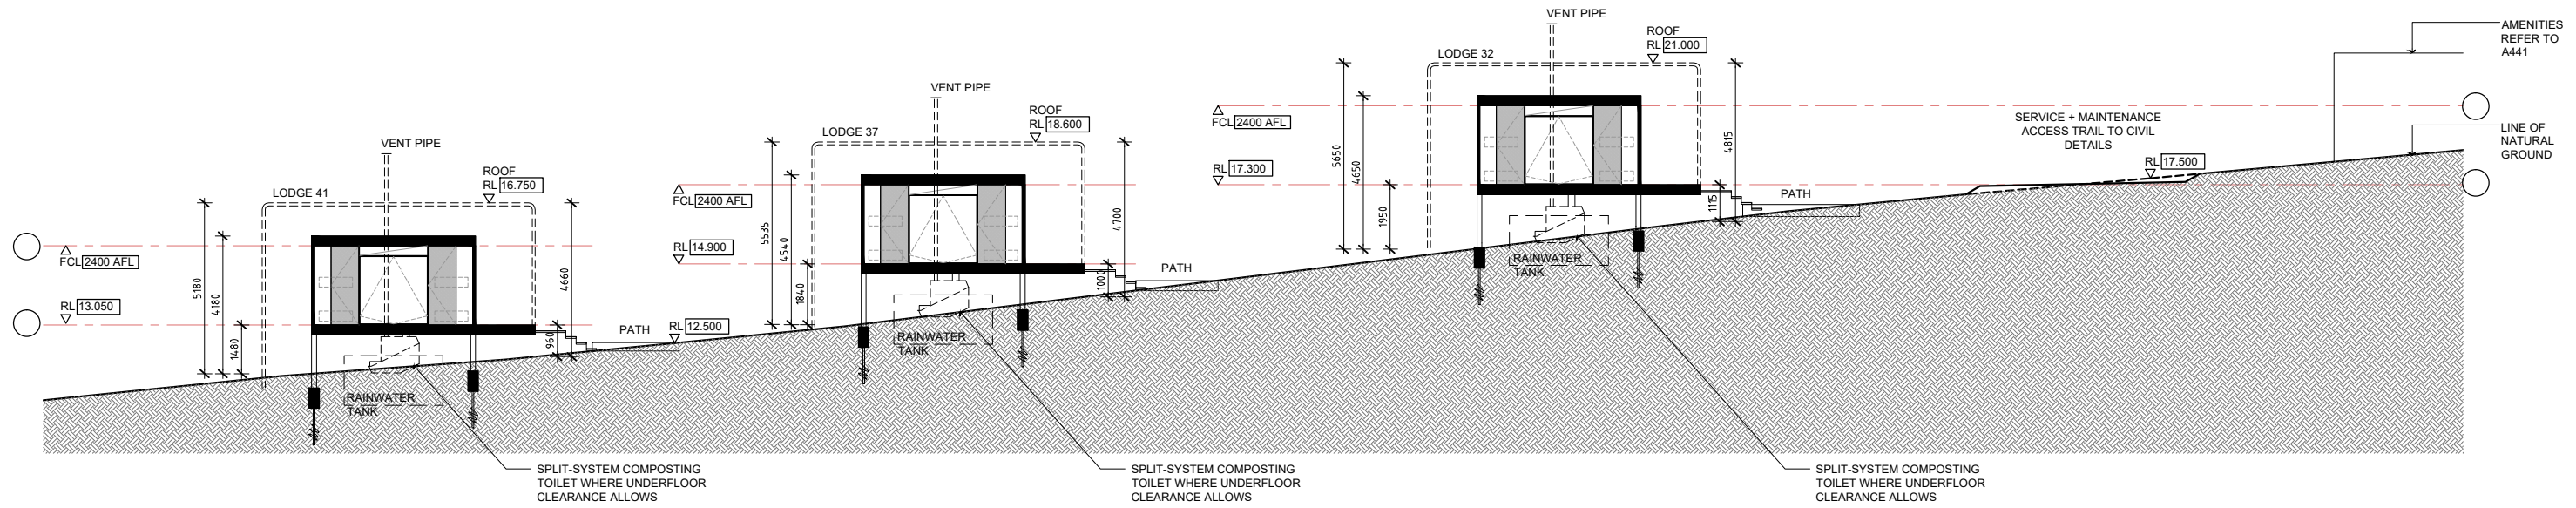 VENT PIPE
ROOF
RL 16.750
LODGE 41
FCL 2400 AFL
RL 13.050
5180
4180
1480
4660
960
PATH
RL 12.500
RAINWATER
TANK
SPLIT-SYSTEM COMPOSTING
TOILET WHERE UNDERFLOOR
CLEARANCE ALLOWS
VENT PIPE
ROOF
RL 18.600
LODGE 37
FCL 2400 AFL
RL 14.900
5535
4540
1840
4700
1000
PATH
RAINWATER
TANK
SPLIT-SYSTEM COMPOSTING
TOILET WHERE UNDERFLOOR
CLEARANCE ALLOWS
VENT PIPE
ROOF
RL 21.000
LODGE 32
FCL 2400 AFL
RL 17.300
5650
4650
1950
4815
1115
PATH
RAINWATER
TANK
SPLIT-SYSTEM COMPOSTING
TOILET WHERE UNDERFLOOR
CLEARANCE ALLOWS
SERVICE + MAINTENANCE
ACCESS TRAIL TO CIVIL
DETAILS
RL 17.500
AMENITIES
REFER TO
A441
LINE OF
NATURAL
GROUND